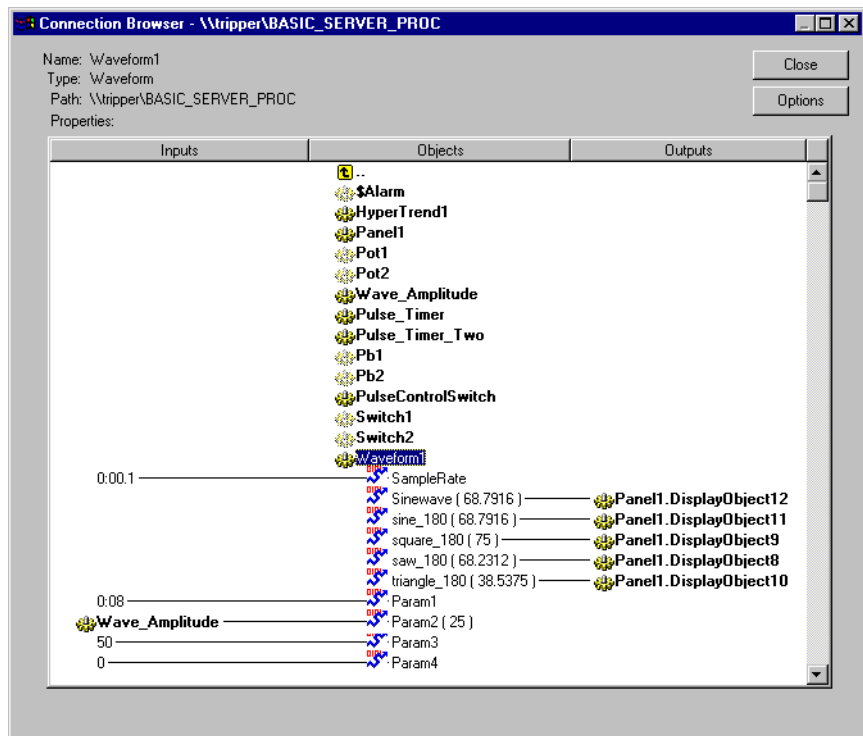 Connection Browser - \\tripper\BASIC_SERVER_PROC
Name: Waveform1
Type: Waveform
Path: \\tripper\BASIC_SERVER_PROC
Properties:
Close
Options
Inputs Objects Outputs
..
$Alarm
HyperTrend1
Panel1
Pot1
Pot2
Wave_Amplitude
Pulse_Timer
Pulse_Timer_Two
Pb1
Pb2
PulseControlSwitch
Switch1
Switch2
Waveform1
0:00.1 SampleRate
Sinewave ( 68.7916 ) Panel1.DisplayObject12
sine_180 ( 68.7916 ) Panel1.DisplayObject11
square_180 ( 75 ) Panel1.DisplayObject9
saw_180 ( 68.2312 ) Panel1.DisplayObject8
triangle_180 ( 38.5375 ) Panel1.DisplayObject10
0:08 Param1
Wave_Amplitude Param2 ( 25 )
50 Param3
0 Param4